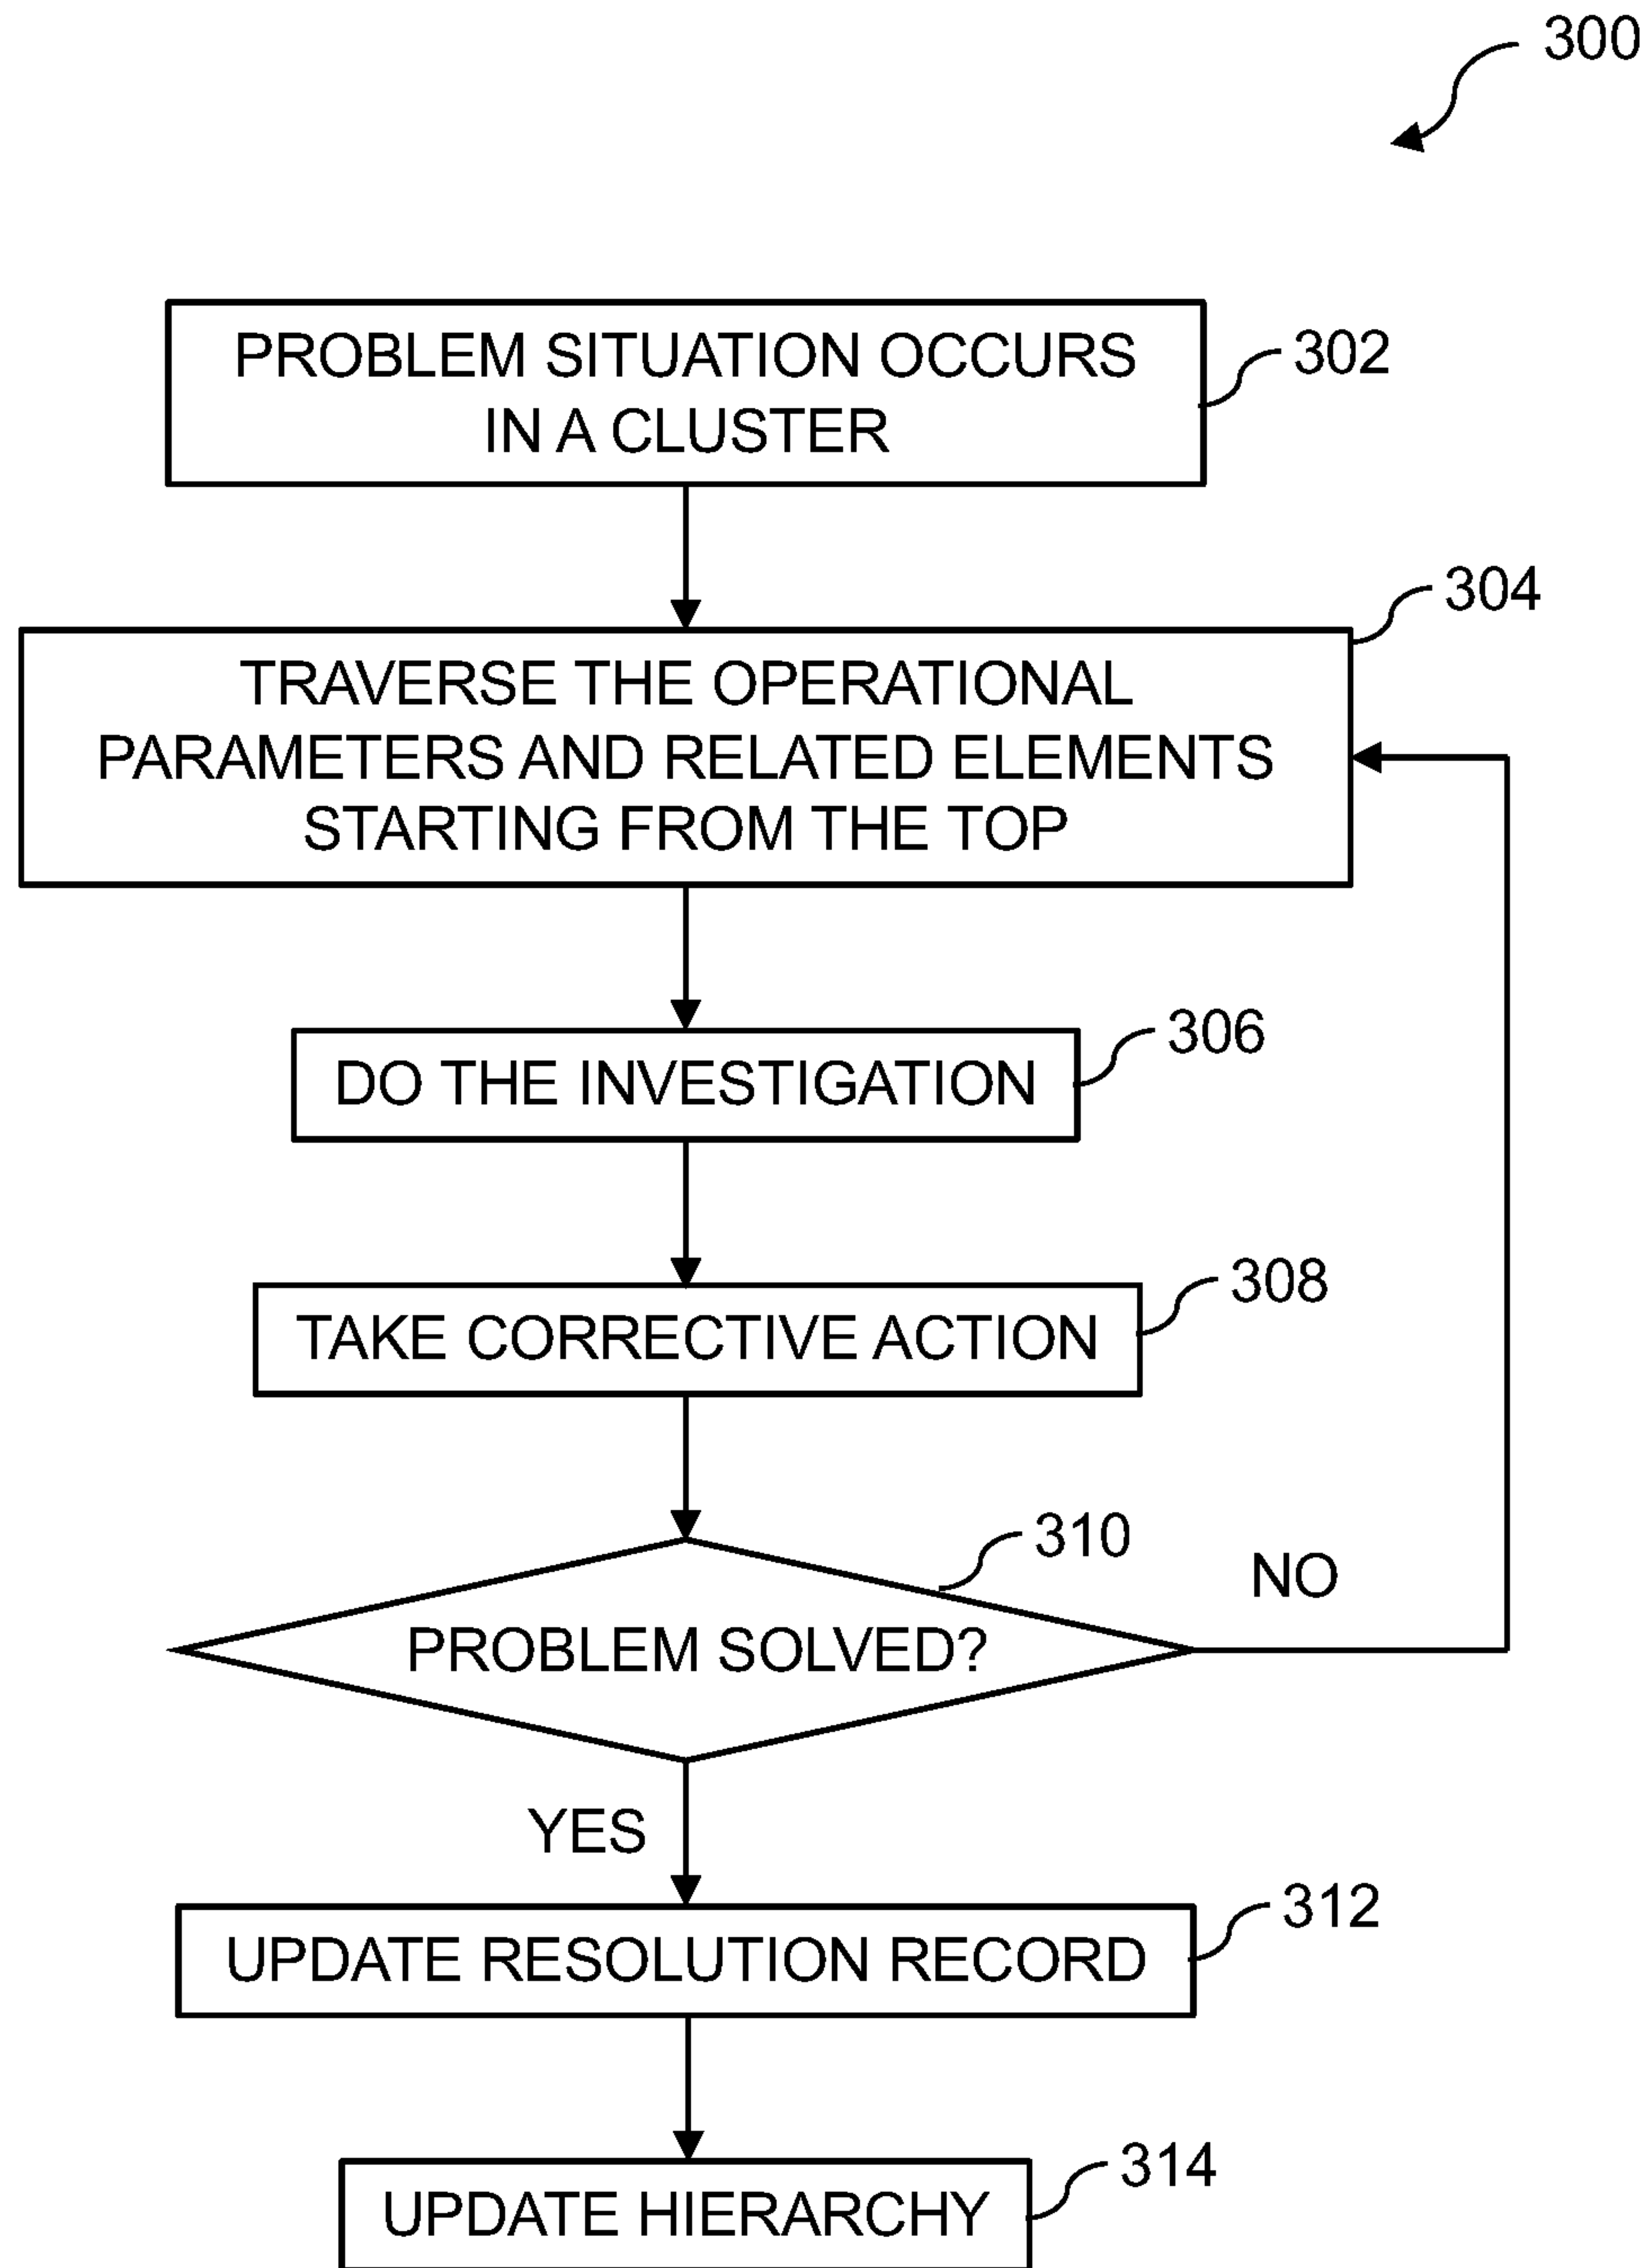 300
PROBLEM SITUATION OCCURS
IN A CLUSTER
302
304
TRAVERSE THE OPERATIONAL
PARAMETERS AND RELATED ELEMENTS
STARTING FROM THE TOP
306
DO THE INVESTIGATION
308
TAKE CORRECTIVE ACTION
310
NO
PROBLEM SOLVED?
YES
312
UPDATE RESOLUTION RECORD
314
UPDATE HIERARCHY